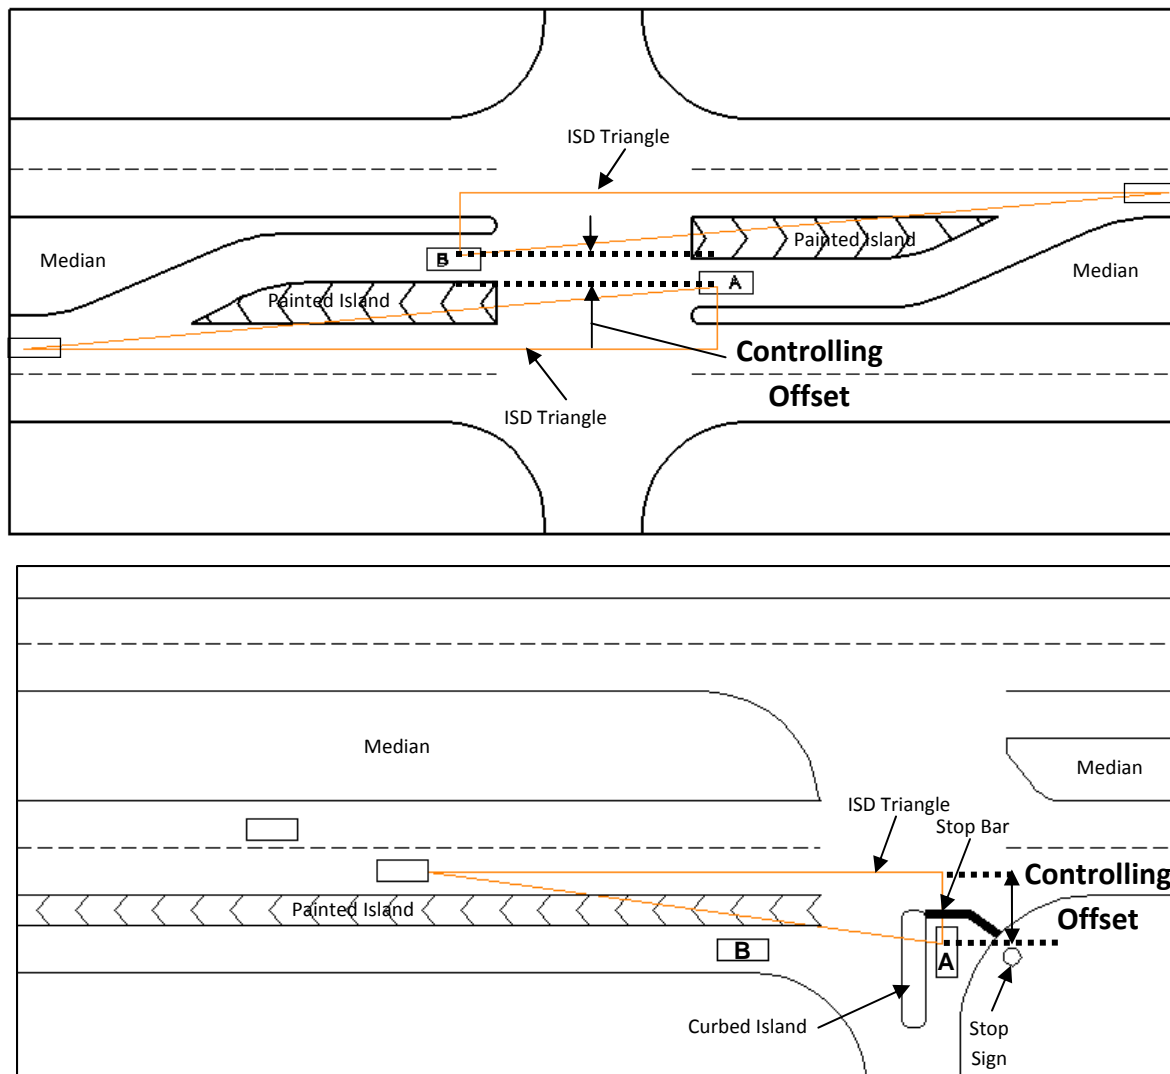 ISD Triangle
Median
B
Painted Island
Painted Island
A
Median
Controlling
Offset
ISD Triangle
Median
Median
ISD Triangle
Stop Bar
Controlling
Painted Island
Offset
B
A
Curbed Island
Stop
Sign